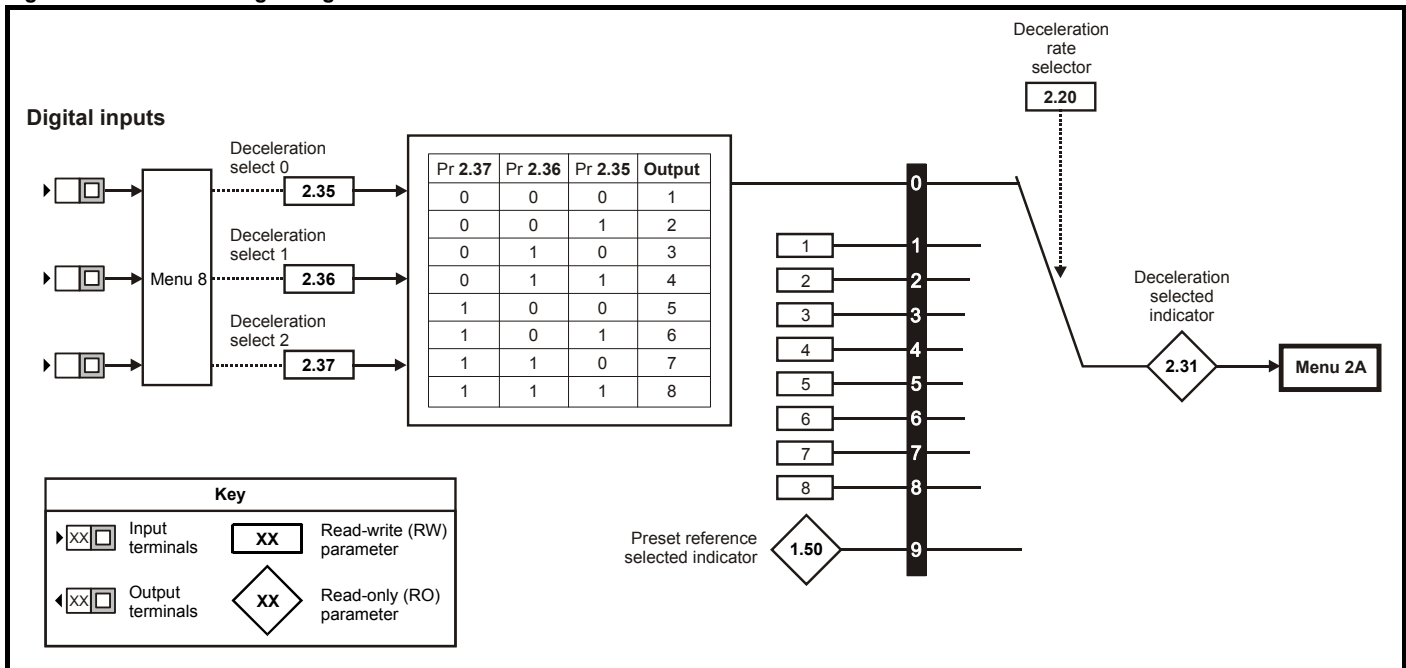 Digital inputs
Deceleration
select 0
2.35
Deceleration
select 1
2.36
Deceleration
select 2
2.37
Menu 8
Pr 2.37 Pr 2.36 Pr 2.35 Output
0 0 0 1
0 0 1 2
0 1 0 3
0 1 1 4
1 0 0 5
1 0 1 6
1 1 0 7
1 1 1 8
Deceleration
rate
selector
2.20
0
1 1
2 2
3 3
4 4
5 5
6 6
7 7
8 8
Preset reference
selected indicator
1.50
9
Deceleration
selected
indicator
2.31
Menu 2A
Key
XX
Input
terminals
XX
Read-write (RW)
parameter
XX
Output
terminals
XX
Read-only (RO)
parameter